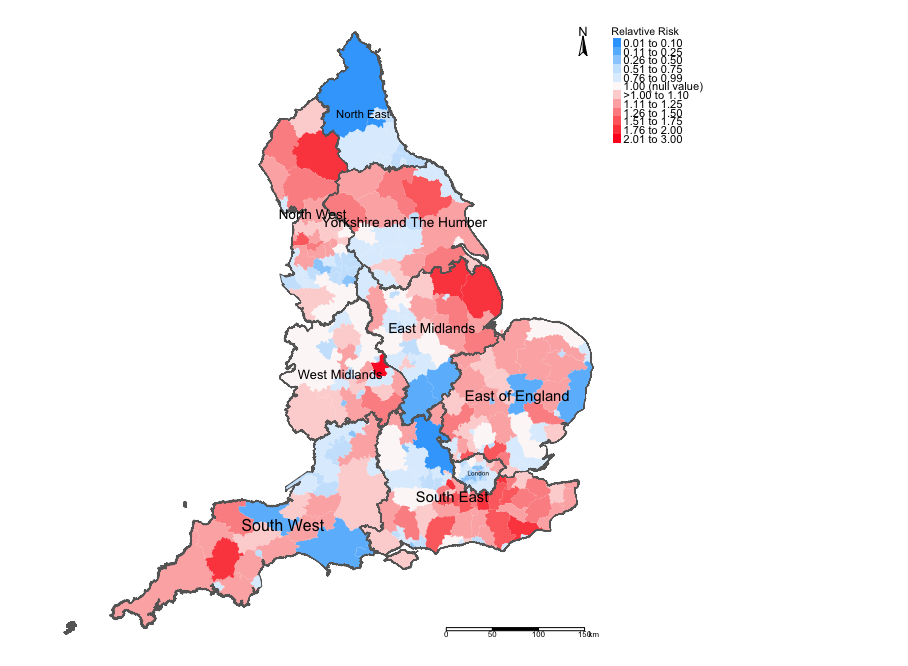 N
Relavtive Risk
0.01 to 0.10
0.11 to 0.25
0.26 to 0.50
0.51 to 0.75
0.76 to 0.99
1.00 (null value)
>1.00 to 1.10
1.11 to 1.25
1.26 to 1.50
1.51 to 1.75
1.76 to 2.00
2.01 to 3.00
North East
North West
Yorkshire and The Humber
East Midlands
West Midlands
East of England
London
South East
South West
0 50 100 150km